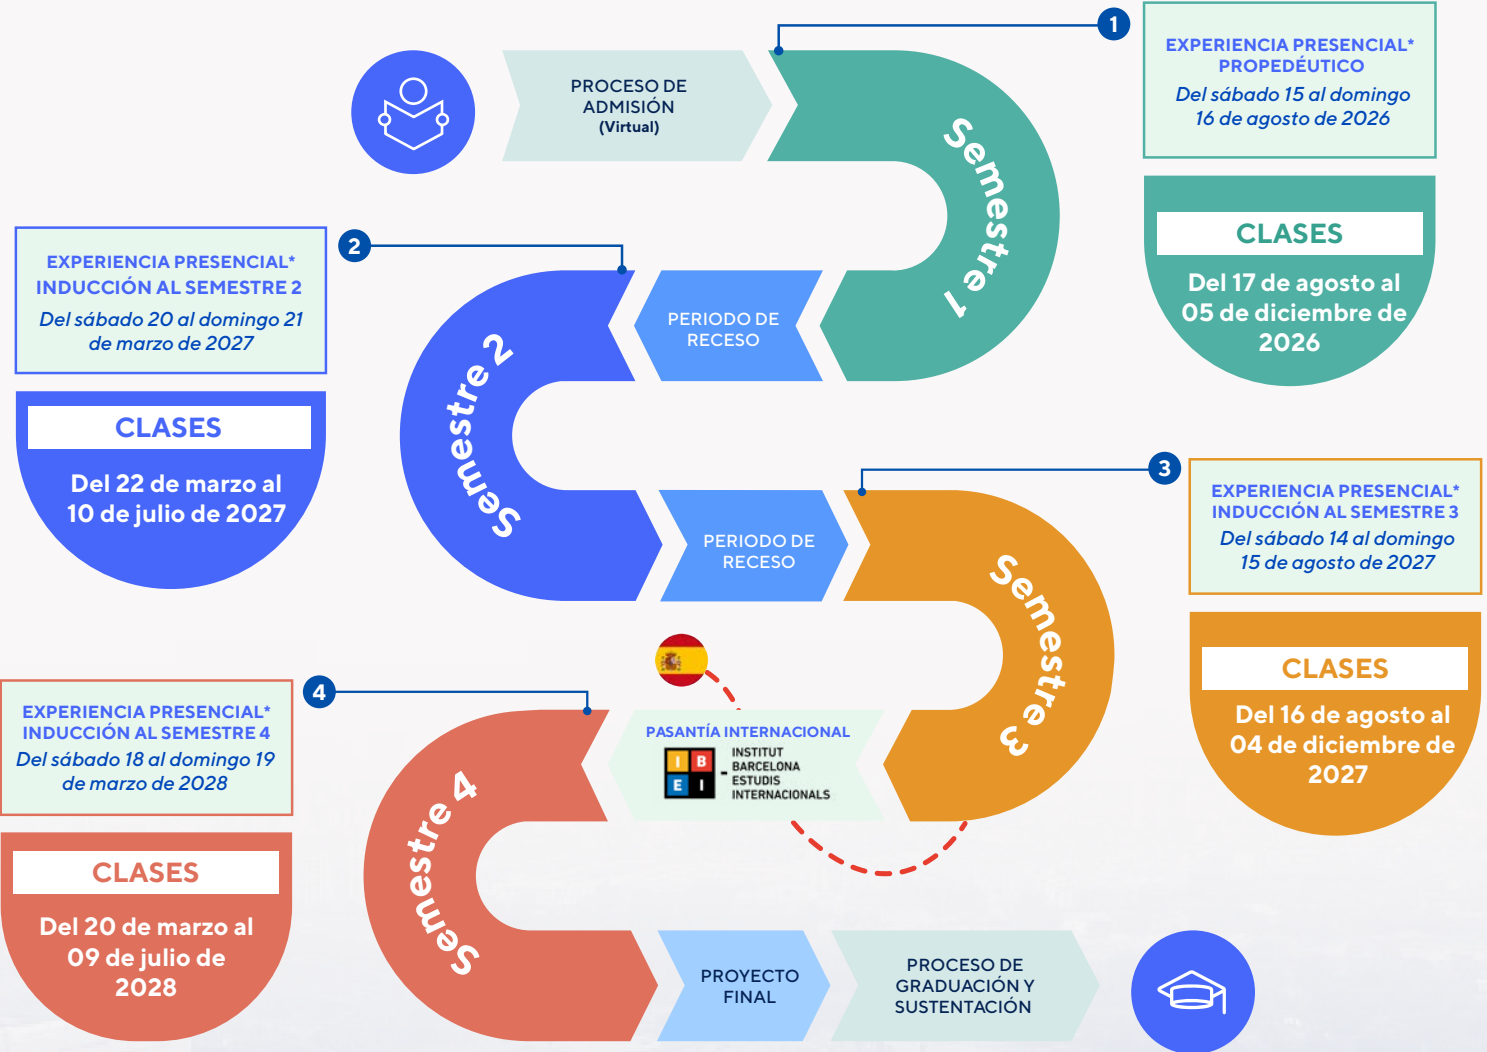 PROCESO DE
ADMISIÓN
(Virtual)
1
EXPERIENCIA PRESENCIAL*
PROPEDÉUTICO
Del sábado 15 al domingo
16 de agosto de 2026
Semestre 1
CLASES
Del 17 de agosto al
05 de diciembre de
2026
2
EXPERIENCIA PRESENCIAL*
INDUCCIÓN AL SEMESTRE 2
Del sábado 20 al domingo 21
de marzo de 2027
PERIODO DE
RECESO
Semestre 2
CLASES
Del 22 de marzo al
10 de julio de 2027
PERIODO DE
RECESO
3
EXPERIENCIA PRESENCIAL*
INDUCCIÓN AL SEMESTRE 3
Del sábado 14 al domingo
15 de agosto de 2027
Semestre 3
CLASES
Del 16 de agosto al
04 de diciembre de
2027
PASANTÍA INTERNACIONAL
I B
E I
INSTITUT
BARCELONA
ESTUDIS
INTERNACIONALS
4
EXPERIENCIA PRESENCIAL*
INDUCCIÓN AL SEMESTRE 4
Del sábado 18 al domingo 19
de marzo de 2028
Semestre 4
CLASES
Del 20 de marzo al
09 de julio de
2028
PROYECTO
FINAL
PROCESO DE
GRADUACIÓN Y
SUSTENTACIÓN